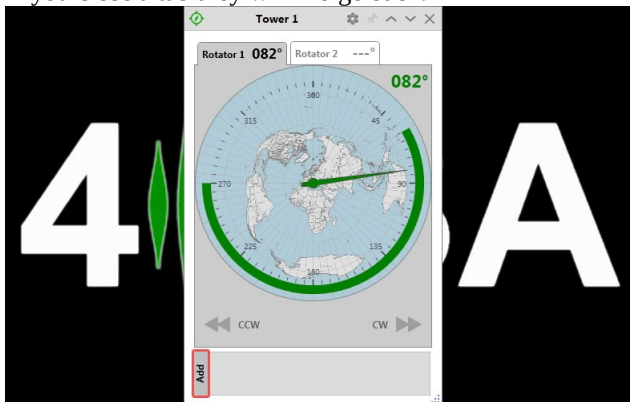 Tower 1
Rotator 1 082° Rotator 2 ---°
082°
360
315 45
270 90
225 135
180
CCW CW
Add
4 A